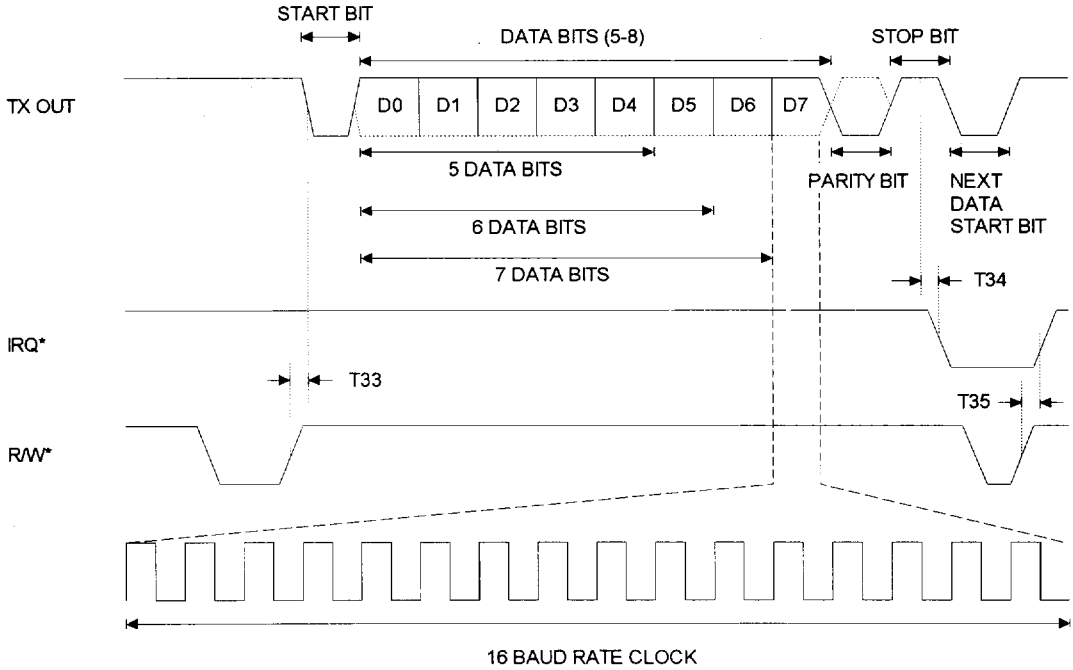 START BIT
DATA BITS (5-8)
STOP BIT
TX OUT
D0 D1 D2 D3 D4 D5 D6 D7
5 DATA BITS
PARITY BIT
NEXT
DATA
START BIT
6 DATA BITS
7 DATA BITS
T34
IRQ*
T33
T35
R/W*
16 BAUD RATE CLOCK